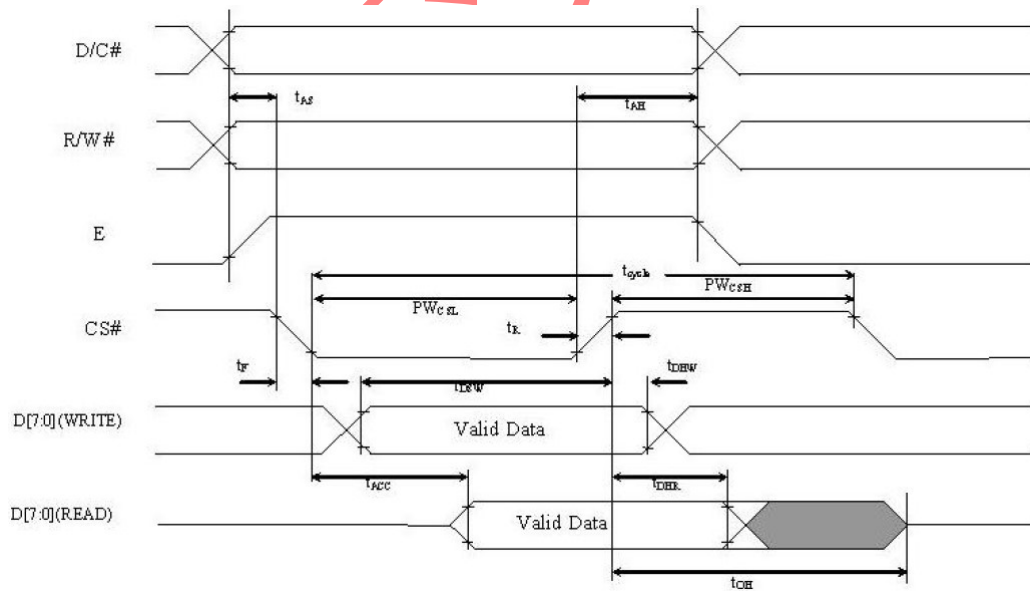 D/C#
tAS
tAH
R/W#
E
tcycle
PWCSL
PWCSH
CS#
tR
tF
tDSW
tDHW
D[7:0](WRITE)
Valid Data
tACC
tDHR
D[7:0](READ)
Valid Data
tOH